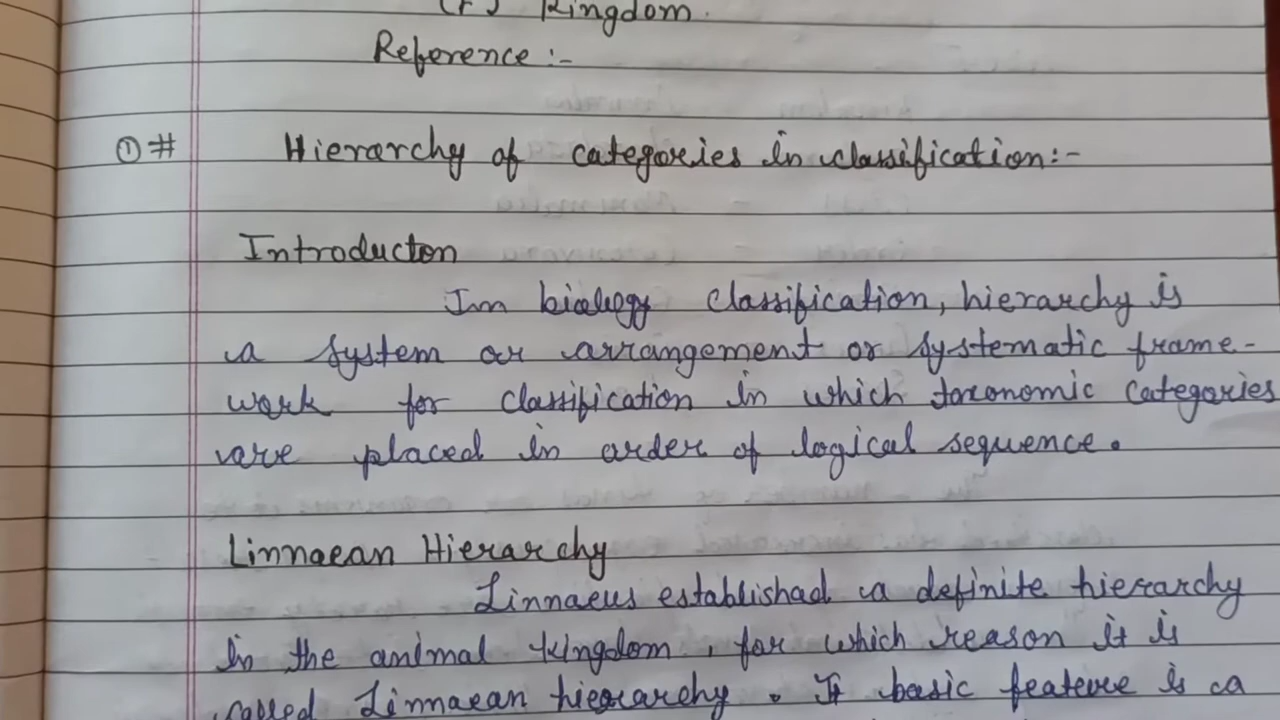 (F) Kingdom.
Reference :-
① # Hierarchy of categories in classification:-
Introducton
Inn biology classification, hierarchy is
a system or arrangement or systematic frame-
work for classification in which taxonomic categories
are placed in order of logical sequence.
Linnaean Hierarchy
Linnaeus establishad a definite hierarchy
in the animal kingdom, for which reason it is
called Linnaean hierarchy. It basic feature is a